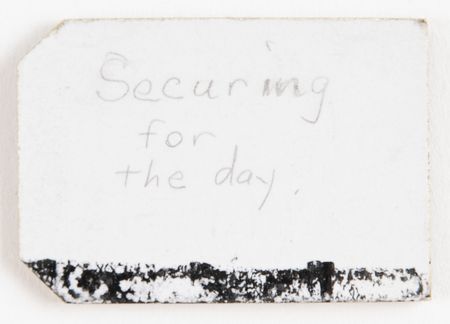 Securing
for
the day.